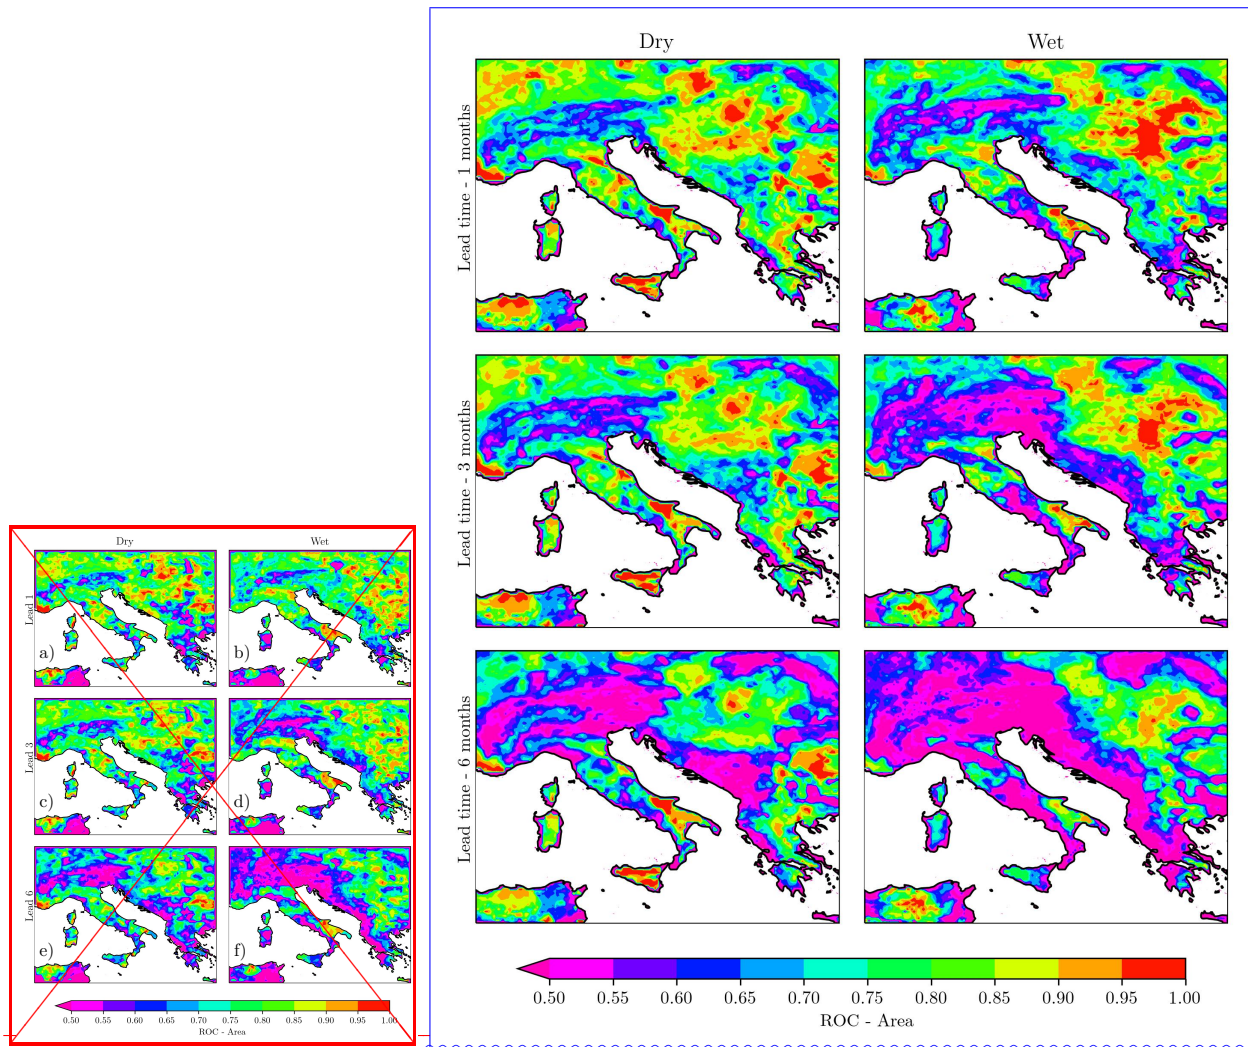 Dry Wet
Lead 1
a) b)
Lead 3
c) d)
Lead 6
e) f)
0.50 0.55 0.60 0.65 0.70 0.75 0.80 0.85 0.90 0.95 1.00
ROC - Area
Dry Wet
Lead time - 1 months
Lead time - 3 months
Lead time - 6 months
0.50 0.55 0.60 0.65 0.70 0.75 0.80 0.85 0.90 0.95 1.00
ROC - Area